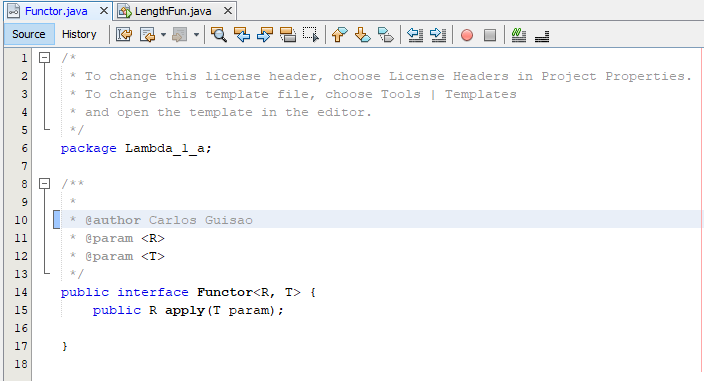 Functor.java
LengthFun.java
Source
History
1 /*
2 * To change this license header, choose License Headers in Project Properties.
3 * To change this template file, choose Tools | Templates
4 * and open the template in the editor.
5 */
6 package Lambda_1_a;
7
8 /**
9 *
10 * @author Carlos Guisao
11 * @param <R>
12 * @param <T>
13 */
14 public interface Functor<R, T> {
15 public R apply(T param);
16
17 }
18